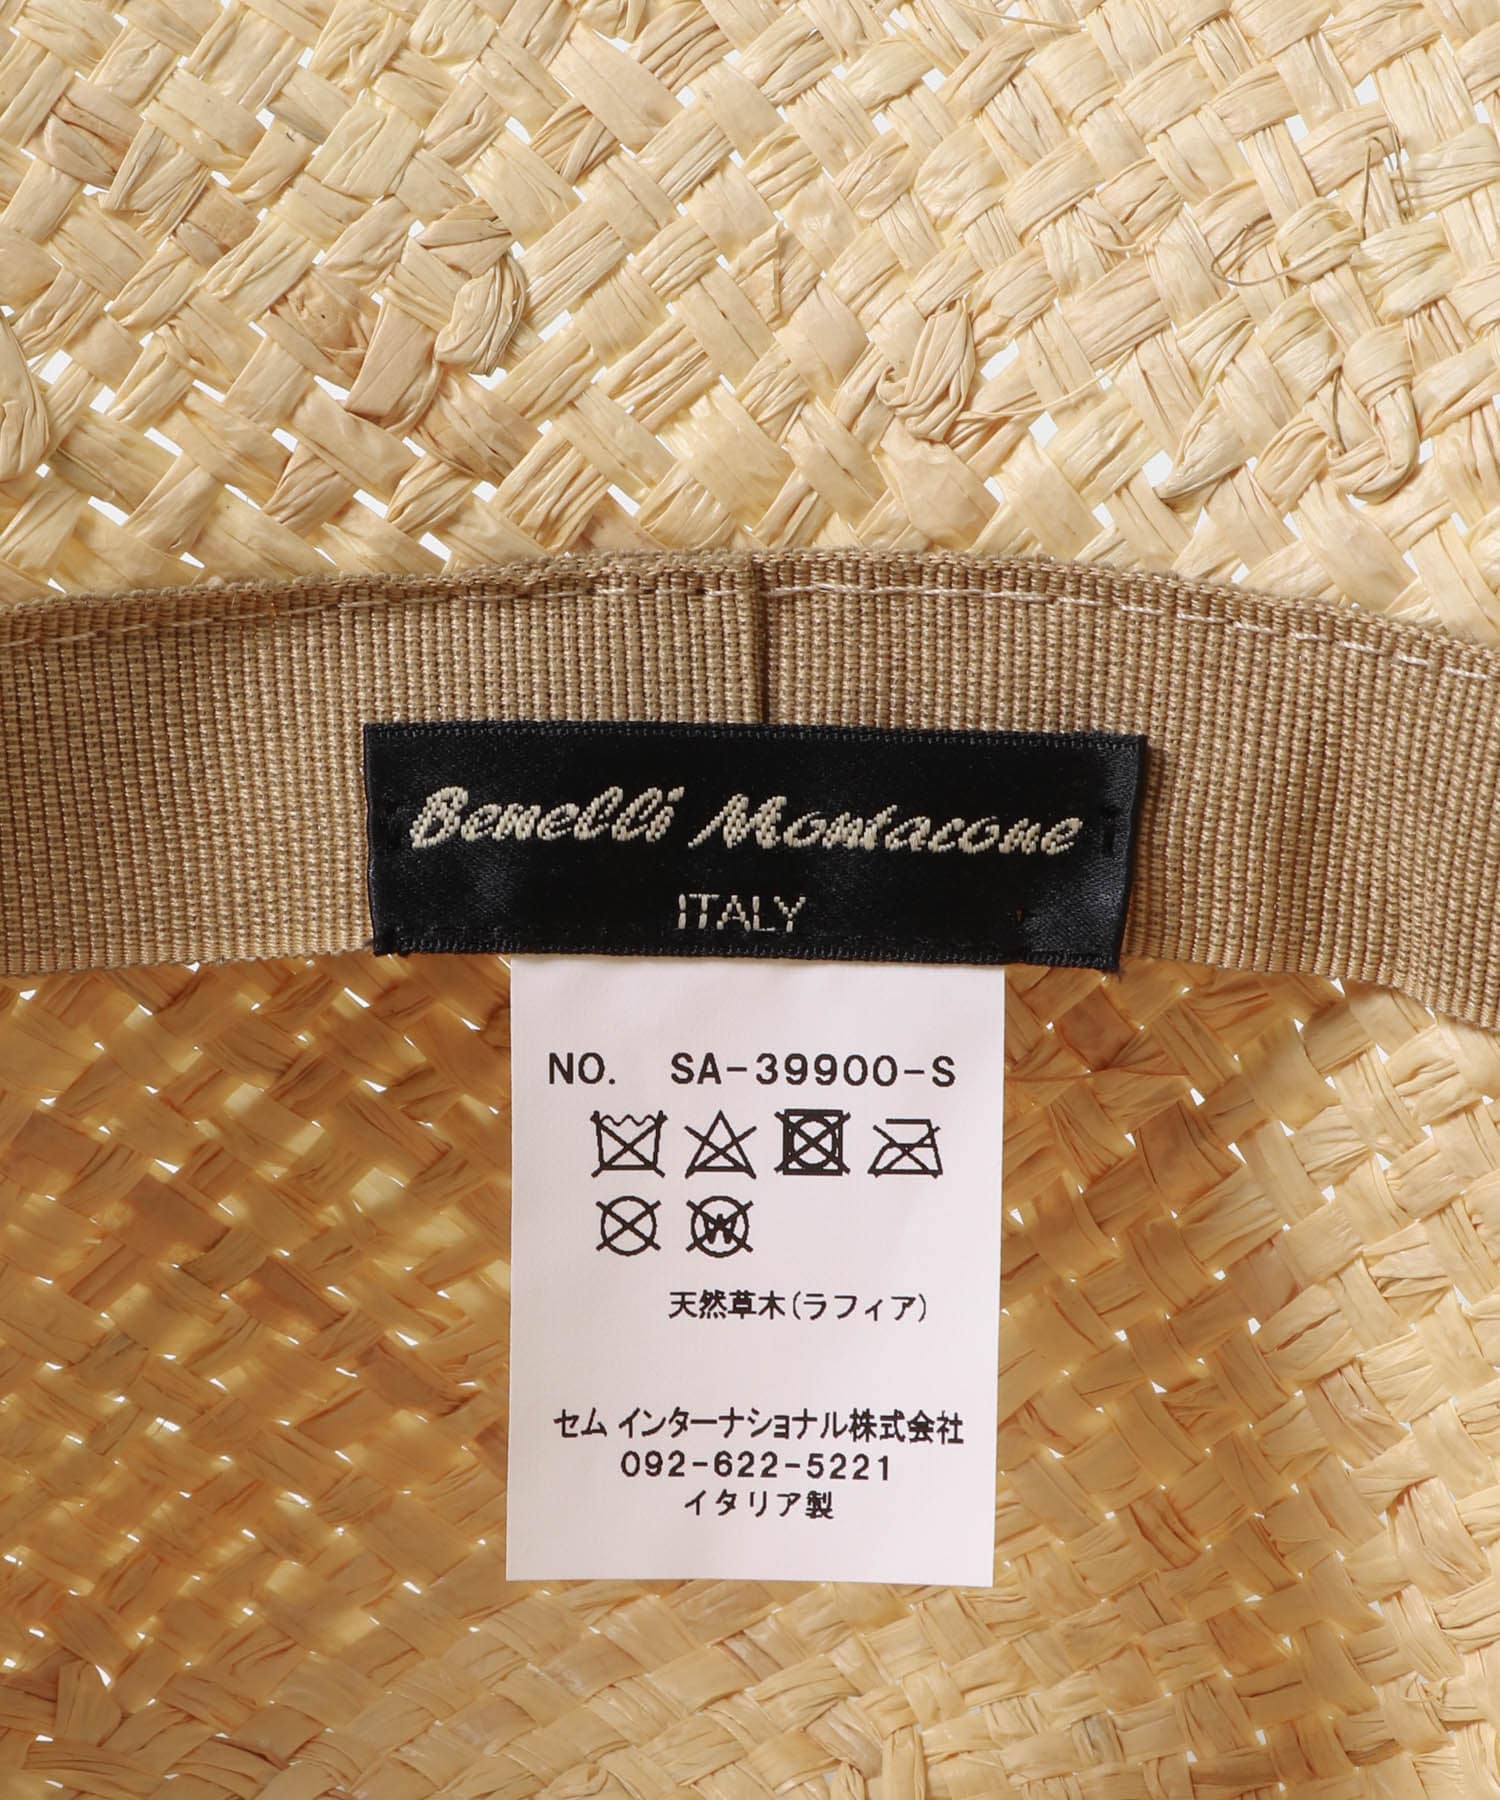 Benelli Montacone
ITALY
NO. SA-39900-S
天然草木(ラフィア)
セム インターナショナル株式会社
092-622-5221
イタリア製